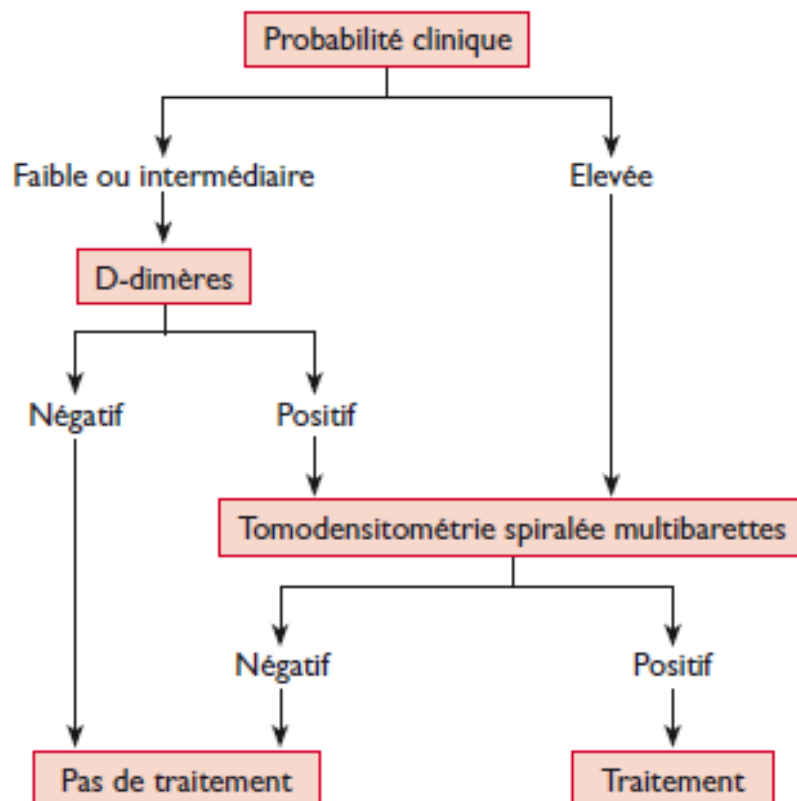 Probabilité clinique
Faible ou intermédiaire
Elevée
D-dimères
Négatif
Positif
Tomodensitométrie spiralée multibarettes
Négatif
Positif
Pas de traitement
Traitement